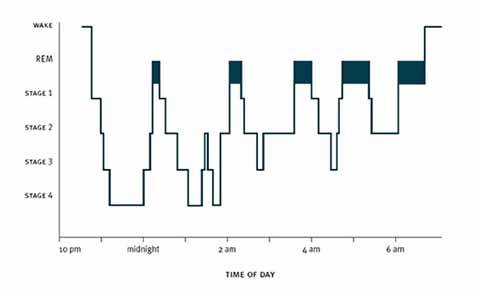 WAKE
REM
STAGE 1
STAGE 2
STAGE 3
STAGE 4
10 pm midnight 2 am 4 am 6 am
TIME OF DAY